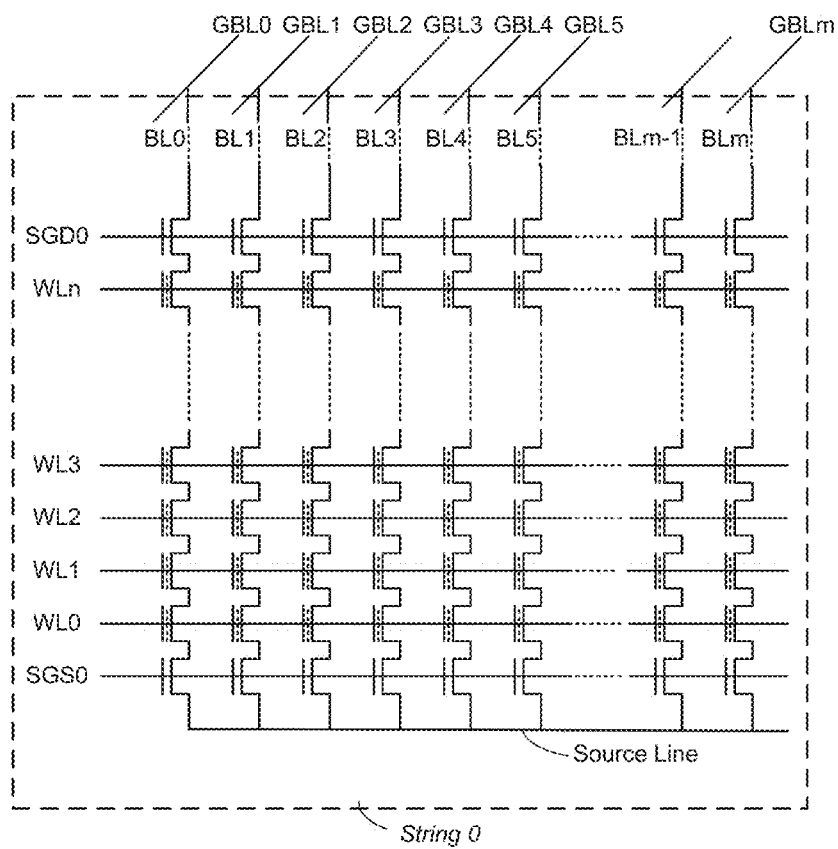 GBL0 GBL1 GBL2 GBL3 GBL4 GBL5 GBLm
BL0 BL1 BL2 BL3 BL4 BL5 BLm-1 BLm
SGD0
WLn
WL3
WL2
WL1
WL0
SGS0
Source Line
String 0